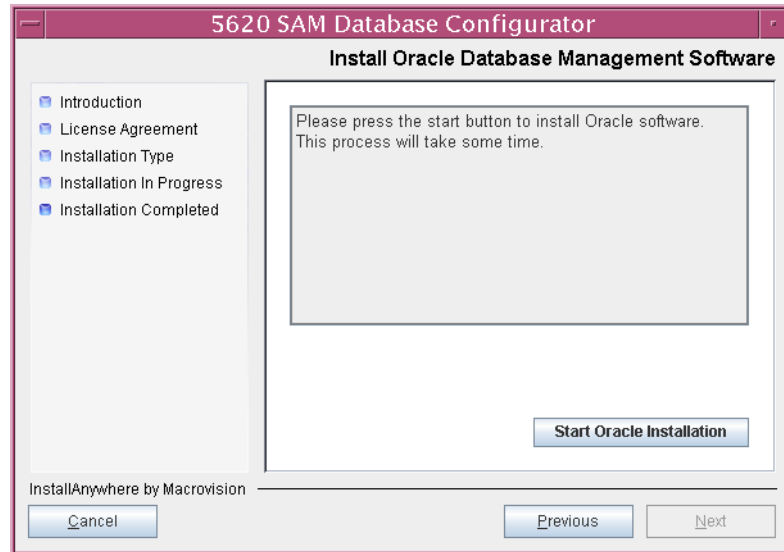 5620 SAM Database Configurator
Install Oracle Database Management Software
Introduction
License Agreement
Installation Type
Installation In Progress
Installation Completed
Please press the start button to install Oracle software.
This process will take some time.
Start Oracle Installation
InstallAnywhere by Macrovision
Cancel
Previous
Next